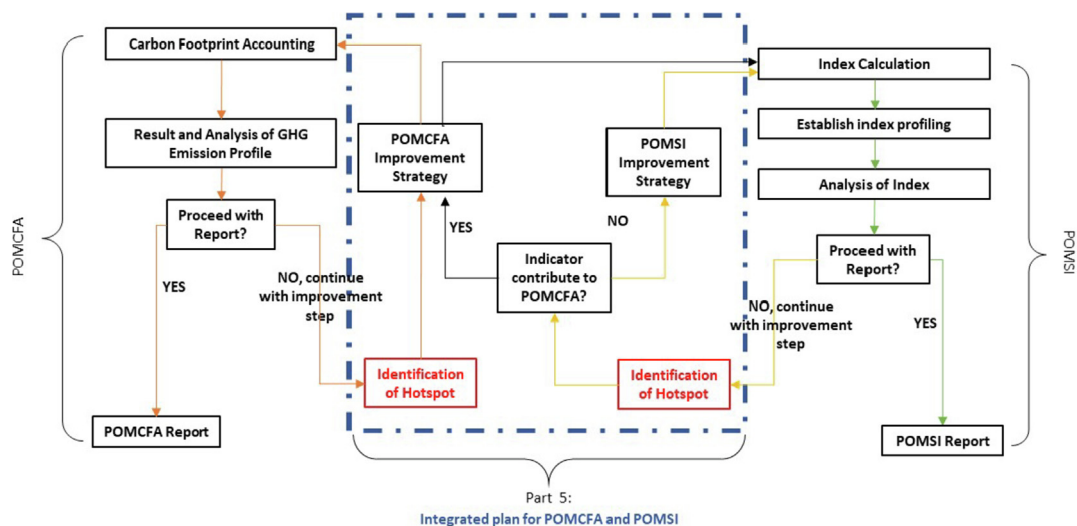 Carbon Footprint Accounting
Result and Analysis of GHG
Emission Profile
Proceed with
Report?
YES
NO, continue
with improvement
step
POMCFA Report
POMCFA
POMCFA
Improvement
Strategy
YES
Identification
of Hotspot
Indicator
contribute to
POMCFA?
NO
POMSI
Improvement
Strategy
Identification
of Hotspot
Index Calculation
Establish index profiling
Analysis of Index
Proceed with
Report?
NO, continue
with improvement
step
YES
POMSI Report
POMSI
Part 5:
Integrated plan for POMCFA and POMSI